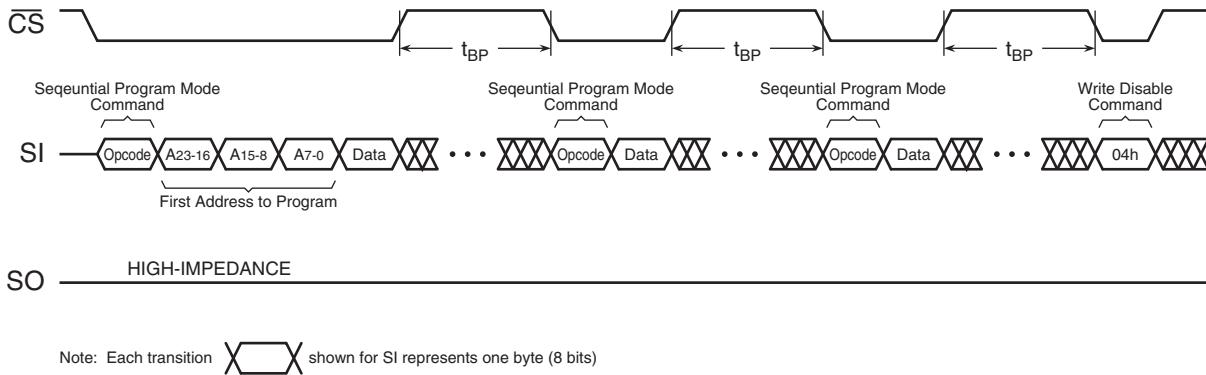 CS
tBP tBP tBP
Seqeuntial Program Mode
Command
Seqeuntial Program Mode
Command
Seqeuntial Program Mode
Command
Write Disable
Command
SI Opcode A23-16 A15-8 A7-0 Data • • • Opcode Data • • • Opcode Data • • • 04h
First Address to Program
SO HIGH-IMPEDANCE
Note: Each transition shown for SI represents one byte (8 bits)